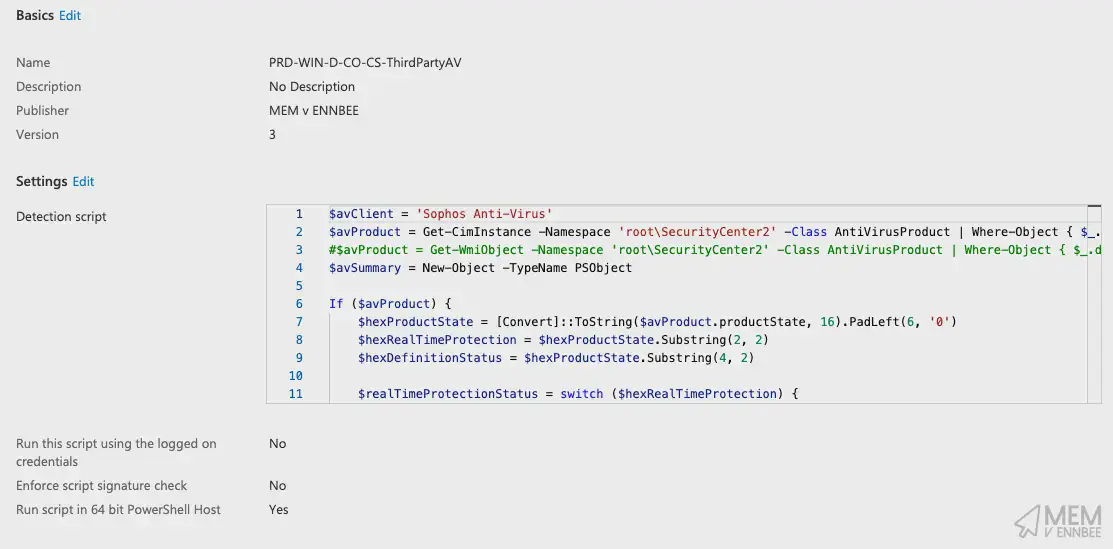 Basics Edit
Name PRD-WIN-D-CO-CS-ThirdPartyAV
Description No Description
Publisher MEM v ENNBEE
Version 3
Settings Edit
Detection script
1 $avClient = 'Sophos Anti-Virus'
2 $avProduct = Get-CimInstance -Namespace 'root\SecurityCenter2' -Class AntiVirusProduct | Where-Object { $_.
3 #$avProduct = Get-WmiObject -Namespace 'root\SecurityCenter2' -Class AntiVirusProduct | Where-Object { $_.d
4 $avSummary = New-Object -TypeName PSObject
5
6 If ($avProduct) {
7 $hexProductState = [Convert]::ToString($avProduct.productState, 16).PadLeft(6, '0')
8 $hexRealTimeProtection = $hexProductState.Substring(2, 2)
9 $hexDefinitionStatus = $hexProductState.Substring(4, 2)
10
11 $realTimeProtectionStatus = switch ($hexRealTimeProtection) {
Run this script using the logged on No
credentials
Enforce script signature check No
Run script in 64 bit PowerShell Host Yes
MEM
V ENNBEE